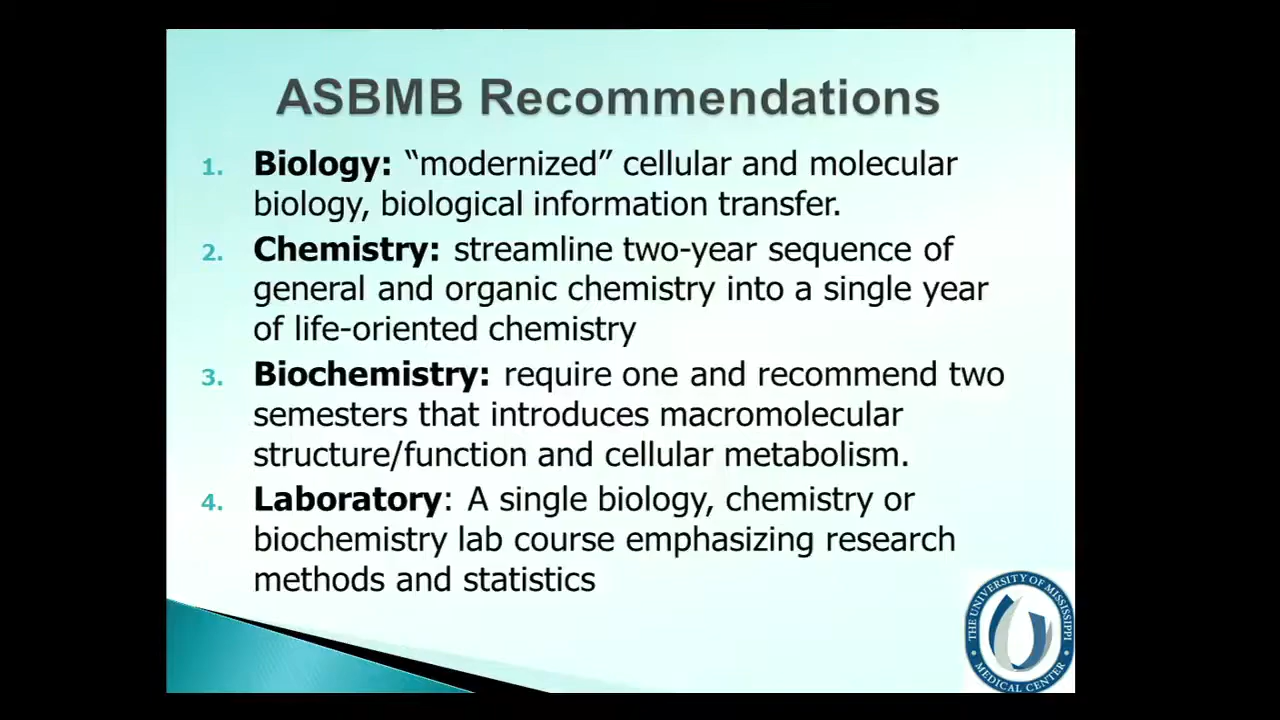 ASBMB Recommendations
1. Biology: “modernized” cellular and molecular
biology, biological information transfer.
2. Chemistry: streamline two-year sequence of
general and organic chemistry into a single year
of life-oriented chemistry
3. Biochemistry: require one and recommend two
semesters that introduces macromolecular
structure/function and cellular metabolism.
4. Laboratory: A single biology, chemistry or
biochemistry lab course emphasizing research
methods and statistics
THE UNIVERSITY OF MISSISSIPPI
MEDICAL CENTER